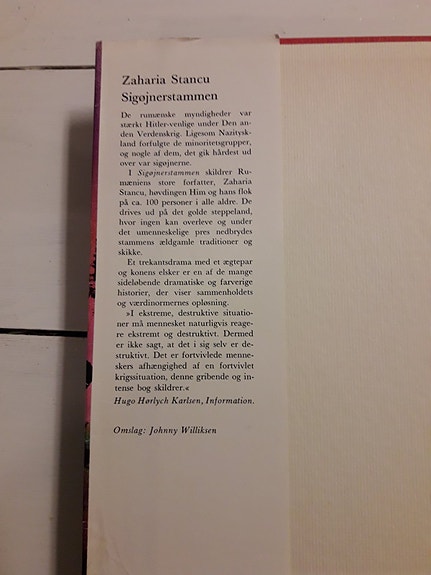 Zaharia Stancu
Sigøjnerstammen
De rumænske myndigheder var
stærkt Hitler-venlige under Den an-
den Verdenskrig. Ligesom Nazitysk-
land forfulgte de minoritetsgrupper,
og nogle af dem, det gik hårdest ud
over var sigøjnerne.
I Sigøjnerstammen skildrer Ru-
mæniens store forfatter, Zaharia
Stancu, høvdingen Him og hans flok
på ca. 100 personer i alle aldre. De
drives ud på det golde steppeland,
hvor ingen kan overleve og under
det umenneskelige pres nedbrydes
stammens ældgamle traditioner og
skikke.
Et trekantsdrama med et ægtepar
og konens elsker er en af de mange
sideløbende dramatiske og farverige
historier, der viser sammenholdets
og værdinormernes opløsning.
»I ekstreme, destruktive situatio-
ner må mennesket naturligvis reage-
re ekstremt og destruktivt. Dermed
er ikke sagt, at det i sig selv er de-
struktivt. Det er fortvivlede menne-
skers afhængighed af en fortvivlet
krigssituation, denne gribende og in-
tense bog skildrer.«
Hugo Hørlych Karlsen, Information.
Omslag: Johnny Williksen